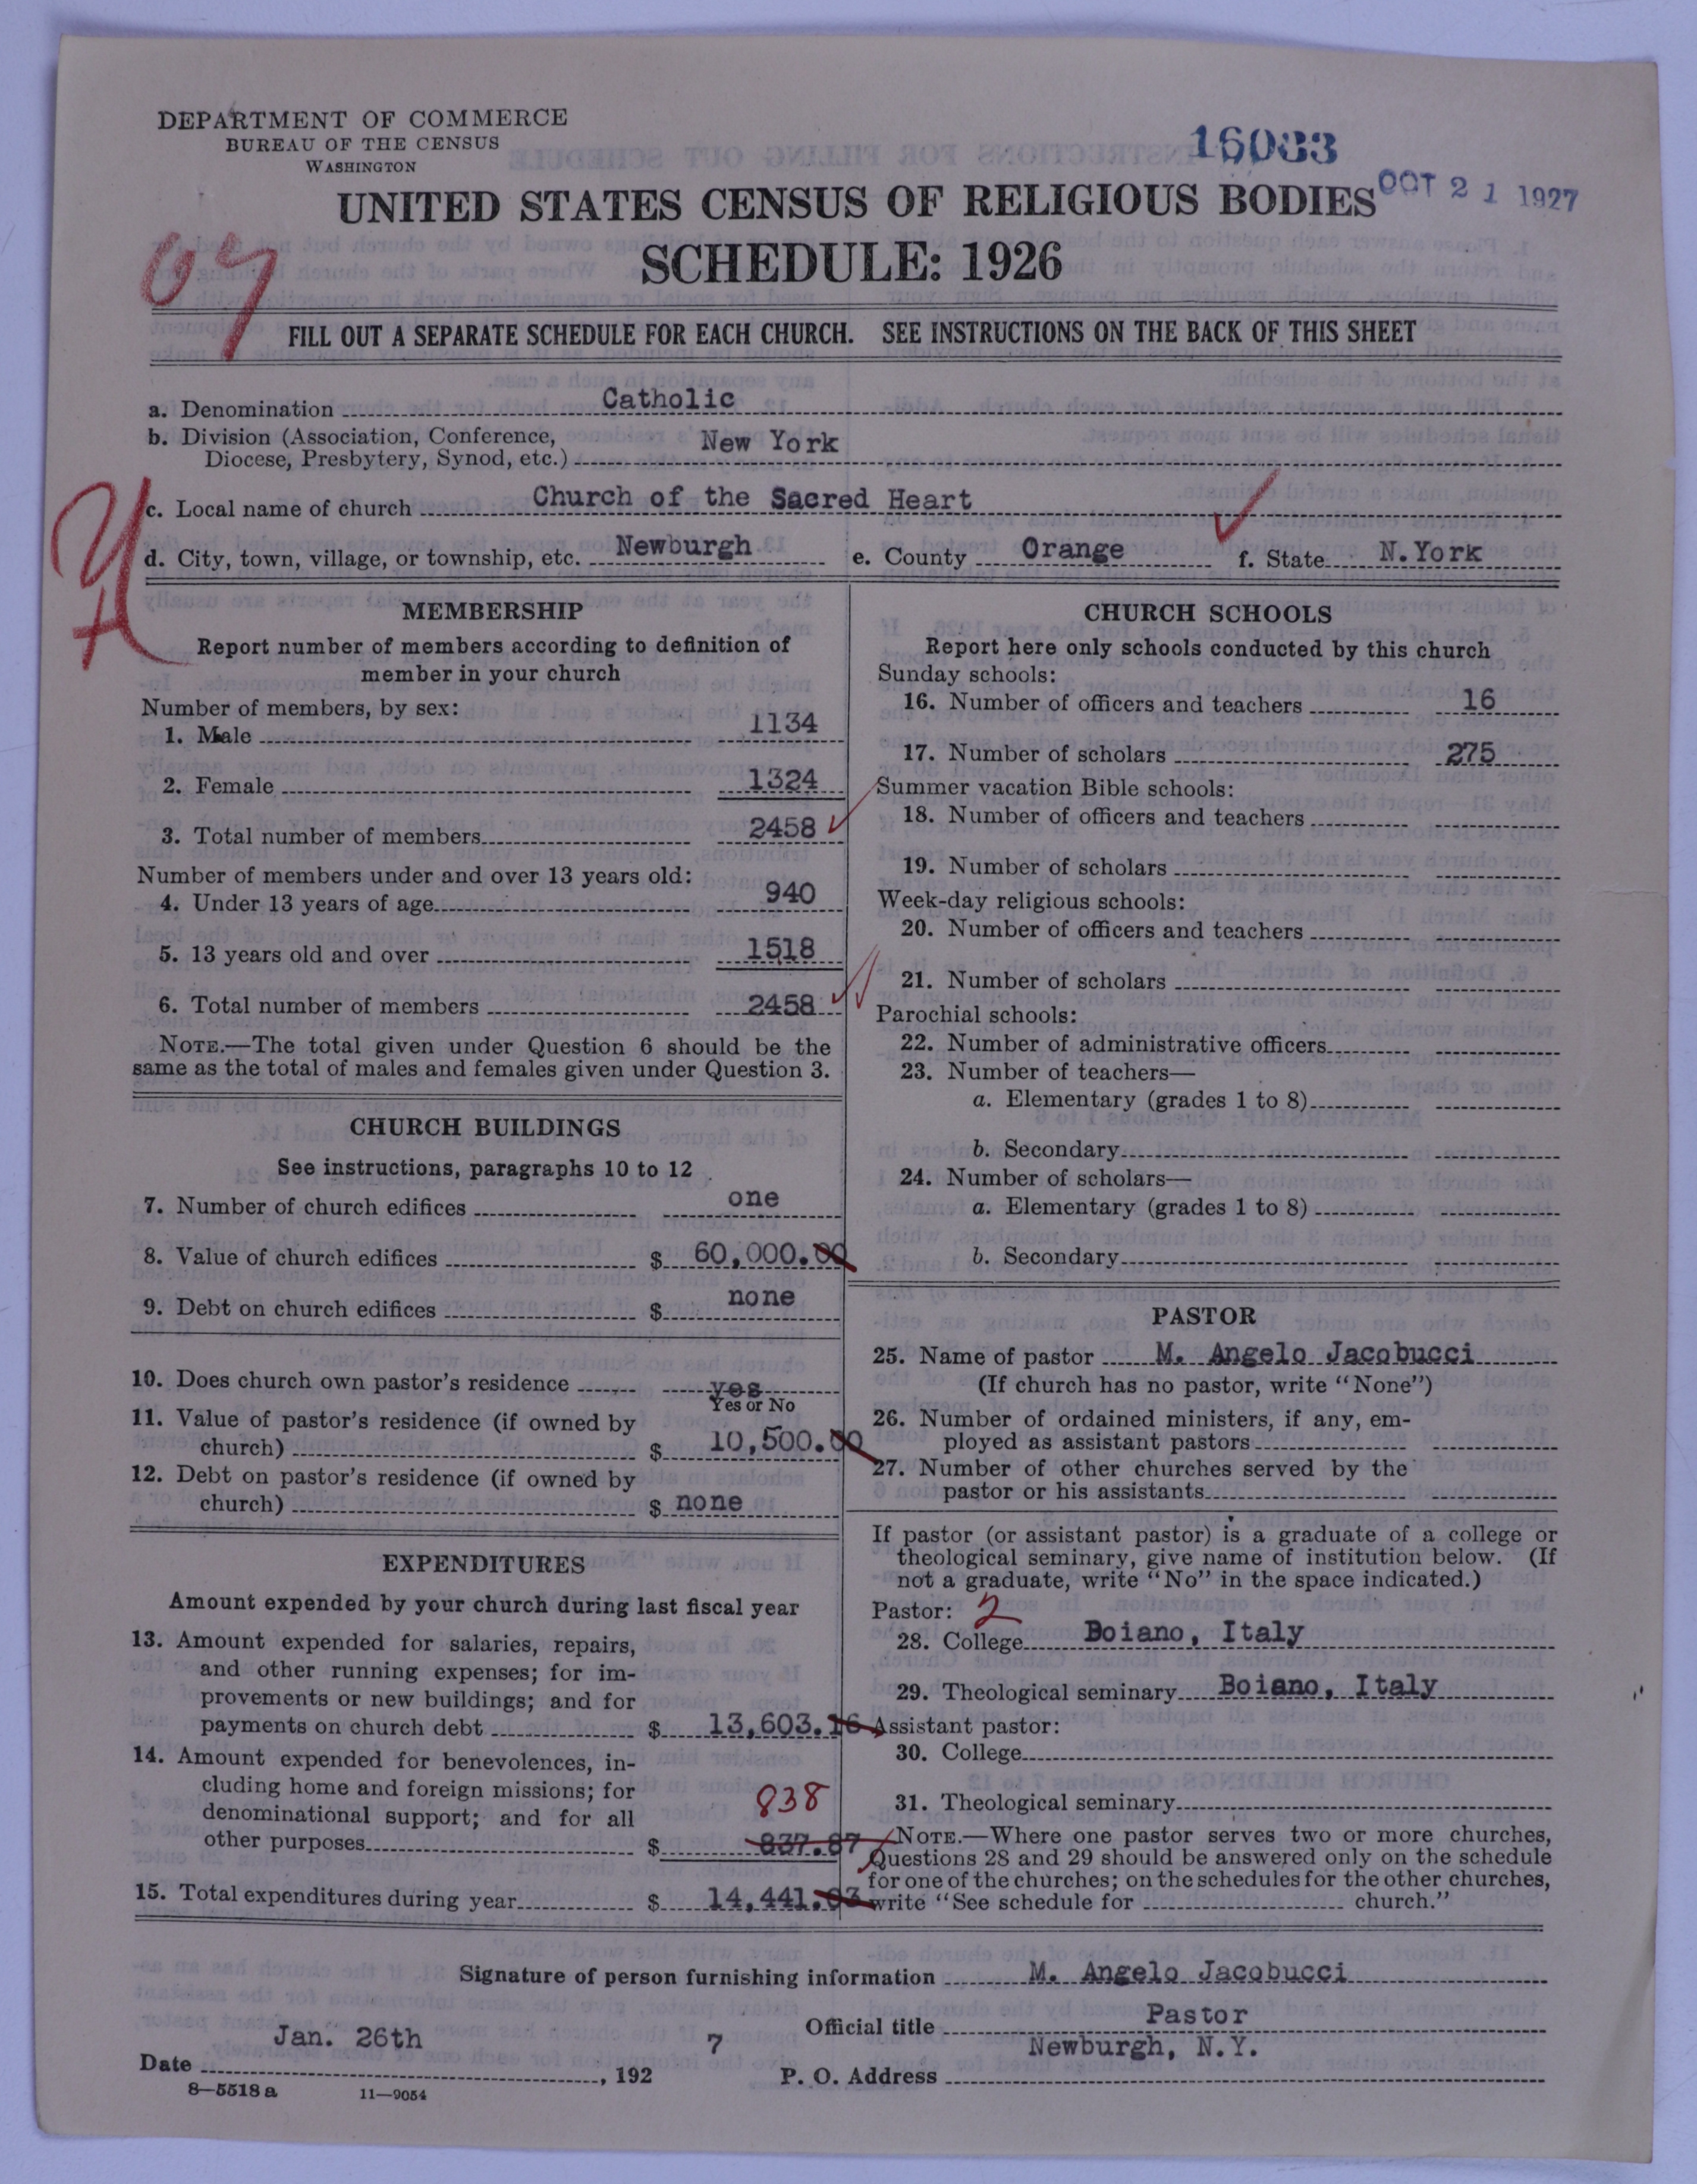 DEPARTMENT OF COMMERCE
BUREAU OF THE CENSUS
WASHINGTON
16083
OCT 21 1927
UNITED STATES CENSUS OF RELIGIOUS BODIES
SCHEDULE: 1926
FILL OUT A SEPARATE SCHEDULE FOR EACH CHURCH. SEE INSTRUCTIONS ON THE BACK OF THIS SHEET
a. Denomination Catholic
b. Division (Association, Conference,
Diocese, Presbytery, Synod, etc.) New York
c. Local name of church Church of the Sacred Heart
d. City, town, village, or township, etc. Newburgh e. County Orange f. State N.York
MEMBERSHIP
Report number of members according to definition of
member in your church
Number of members, by sex:
1. Male 1134
2. Female 1324
3. Total number of members 2458
Number of members under and over 13 years old:
4. Under 13 years of age 940
5. 13 years old and over 1518
6. Total number of members 2458
NOTE.—The total given under Question 6 should be the
same as the total of males and females given under Question 3.
CHURCH BUILDINGS
See instructions, paragraphs 10 to 12
7. Number of church edifices one
8. Value of church edifices $ 60,000.00
9. Debt on church edifices $ none
10. Does church own pastor's residence yes
Yes or No
11. Value of pastor's residence (if owned by
church) $ 10,500.00
12. Debt on pastor's residence (if owned by
church) $ none
EXPENDITURES
Amount expended by your church during last fiscal year
13. Amount expended for salaries, repairs,
and other running expenses; for im-
provements or new buildings; and for
payments on church debt $ 13,603.16
14. Amount expended for benevolences, in-
cluding home and foreign missions; for
denominational support; and for all
838
other purposes $ 837.87
15. Total expenditures during year $ 14,441.03
CHURCH SCHOOLS
Report here only schools conducted by this church
Sunday schools:
16. Number of officers and teachers 16
17. Number of scholars 275
Summer vacation Bible schools:
18. Number of officers and teachers
19. Number of scholars
Week-day religious schools:
20. Number of officers and teachers
21. Number of scholars
Parochial schools:
22. Number of administrative officers
23. Number of teachers—
a. Elementary (grades 1 to 8)
b. Secondary
24. Number of scholars—
a. Elementary (grades 1 to 8)
b. Secondary
PASTOR
25. Name of pastor M. Angelo Jacobucci
(If church has no pastor, write "None")
26. Number of ordained ministers, if any, em-
ployed as assistant pastors
27. Number of other churches served by the
pastor or his assistants
If pastor (or assistant pastor) is a graduate of a college or
theological seminary, give name of institution below. (If
not a graduate, write "No" in the space indicated.)
Pastor: 2
28. College Boiano, Italy
29. Theological seminary Boiano, Italy
Assistant pastor:
30. College
31. Theological seminary
NOTE.—Where one pastor serves two or more churches,
Questions 28 and 29 should be answered only on the schedule
for one of the churches; on the schedules for the other churches,
write "See schedule for church."
Signature of person furnishing information M. Angelo Jacobucci
Official title Pastor
Date Jan. 26th, 192 7
P. O. Address Newburgh, N.Y.
8—5518 a 11—9054